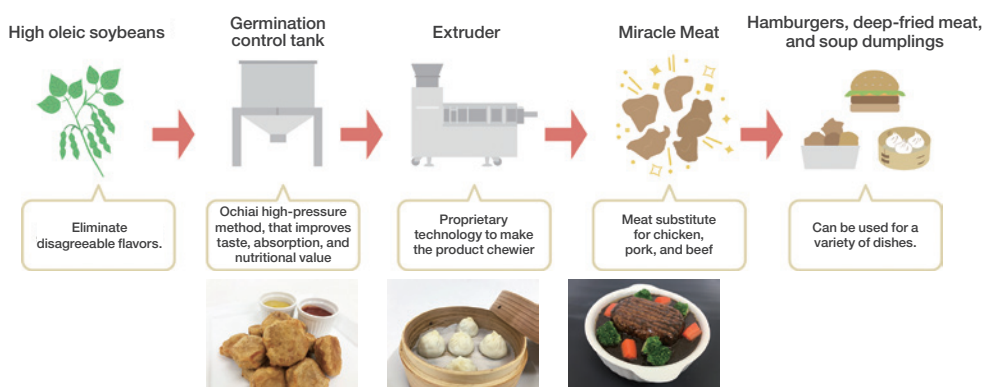 High oleic soybeans
Germination
control tank
Extruder
Miracle Meat
Hamburgers, deep-fried meat,
and soup dumplings
Eliminate
disagreeable flavors.
Ochiai high-pressure
method, that improves
taste, absorption, and
nutritional value
Proprietary
technology to make
the product chewier
Meat substitute
for chicken,
pork, and beef
Can be used for a
variety of dishes.